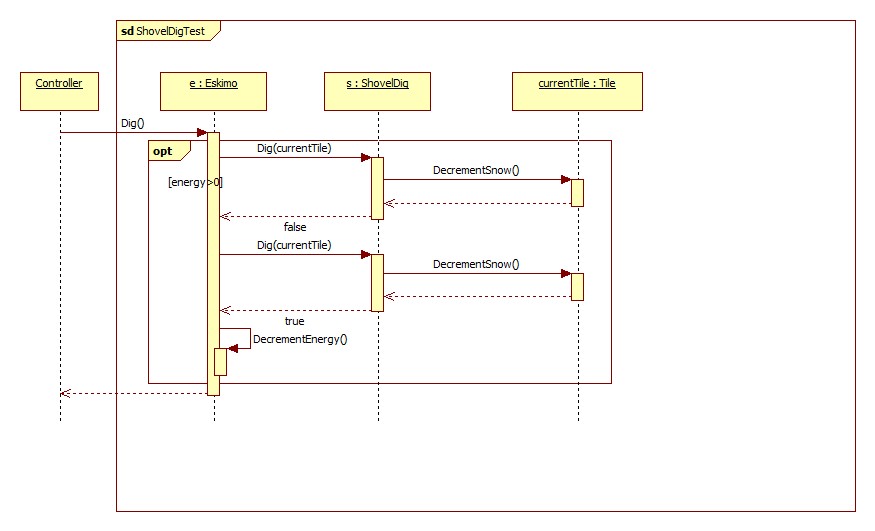 sd ShovelDigTest
Controller
e : Eskimo
s : ShovelDig
currentTile : Tile
Dig()
opt
Dig(currentTile)
DecrementSnow()
[energy>0]
false
Dig(currentTile)
DecrementSnow()
true
DecrementEnergy()